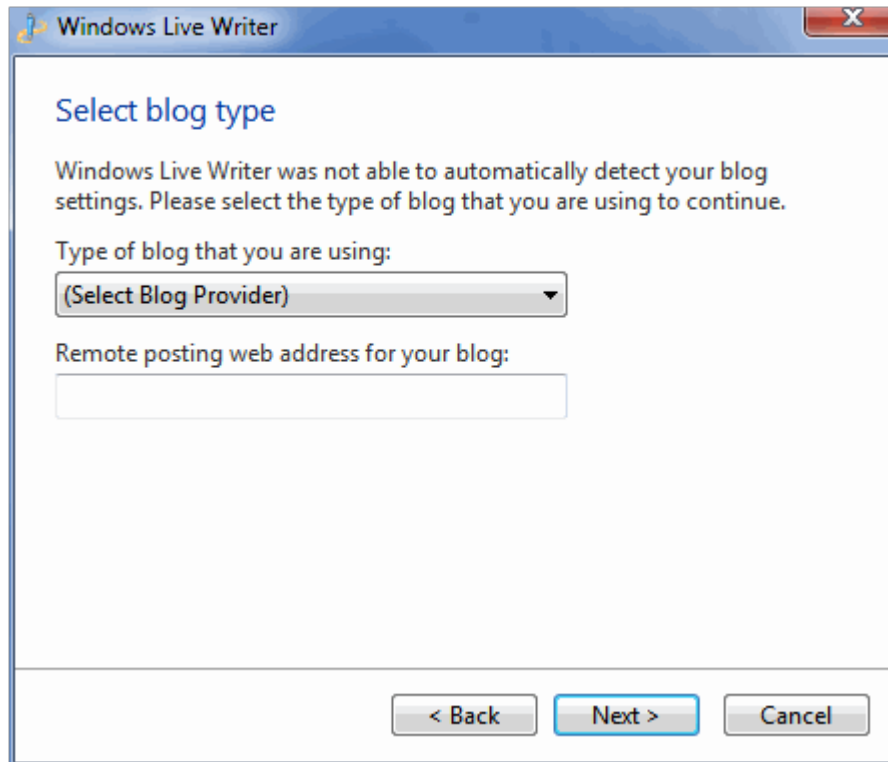 Windows Live Writer
Select blog type
Windows Live Writer was not able to automatically detect your blog
settings. Please select the type of blog that you are using to continue.
Type of blog that you are using:
(Select Blog Provider)
Remote posting web address for your blog:
< Back Next > Cancel